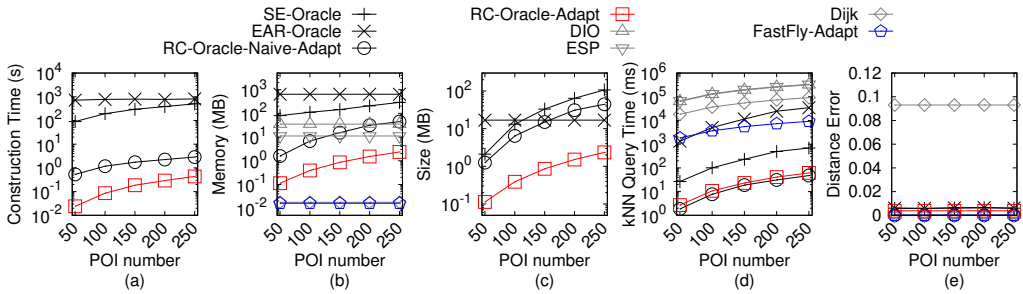 SE-Oracle
EAR-Oracle
RC-Oracle-Naive-Adapt
RC-Oracle-Adapt
DIO
ESP
Dijk
FastFly-Adapt
Construction Time (s)
10^4
10^3
10^2
10^1
10^0
10^-1
10^-2
50 100 150 200 250
POI number
(a)
Memory (MB)
10^4
10^3
10^2
10^1
10^0
10^-1
10^-2
50 100 150 200 250
POI number
(b)
Size (MB)
10^2
10^1
10^0
10^-1
50 100 150 200 250
POI number
(c)
kNN Query Time (ms)
10^6
10^5
10^4
10^3
10^2
10^1
10^0
50 100 150 200 250
POI number
(d)
Distance Error
0.12
0.1
0.08
0.06
0.04
0.02
0
50 100 150 200 250
POI number
(e)